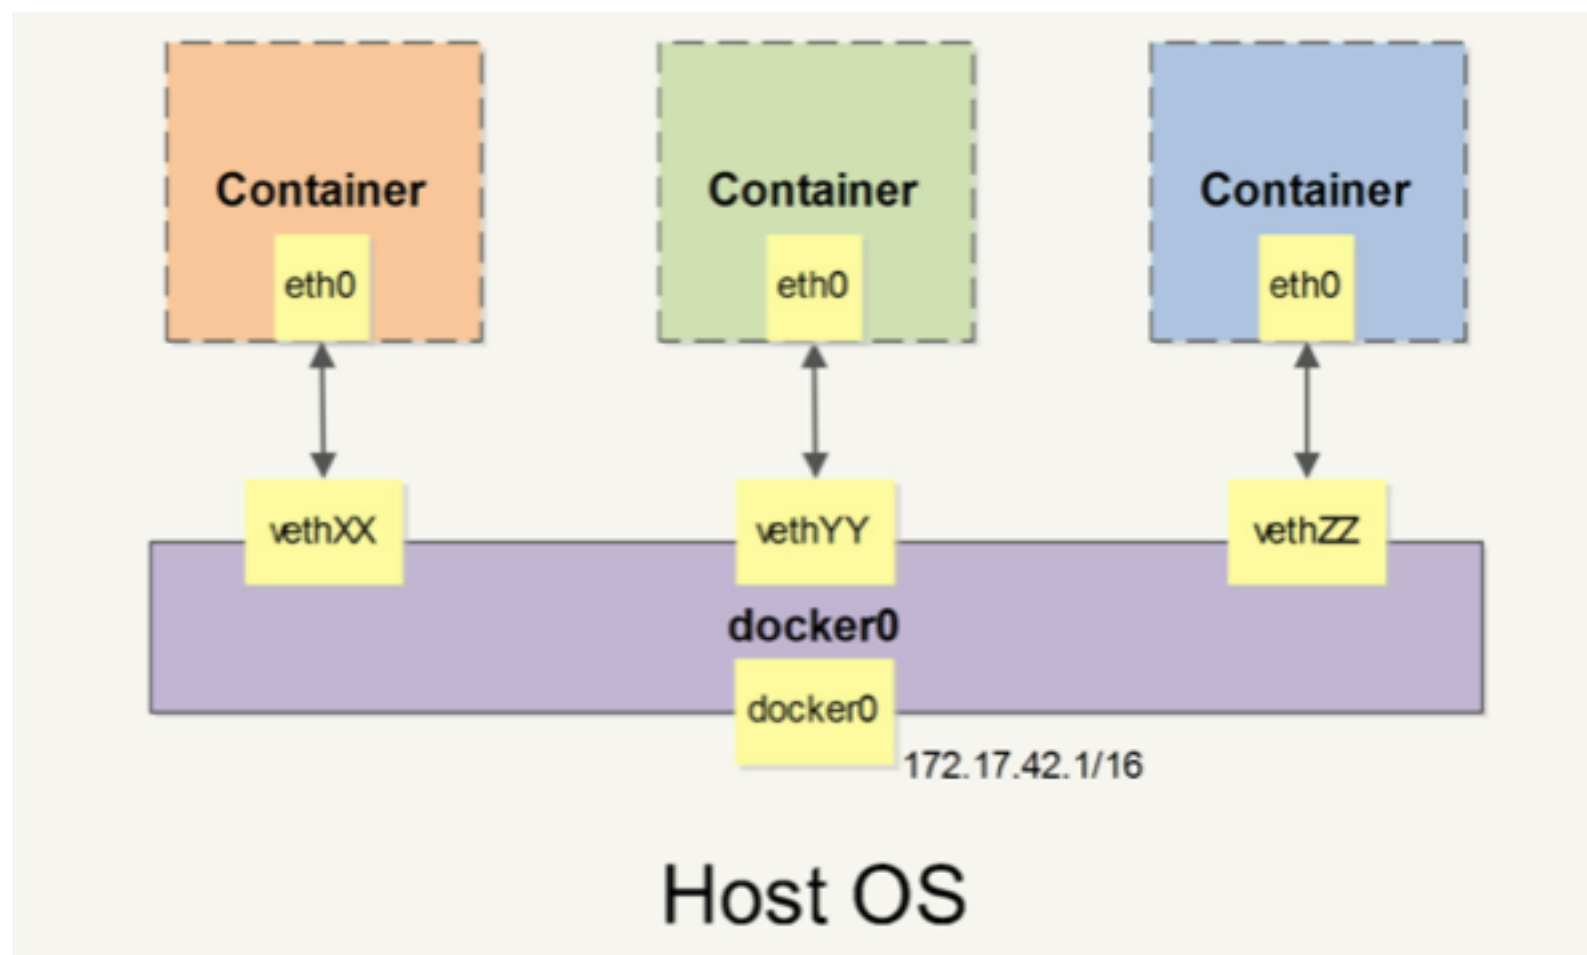 Container
Container
Container
eth0
eth0
eth0
vethXX
vethYY
vethZZ
docker0
docker0
172.17.42.1/16
Host OS